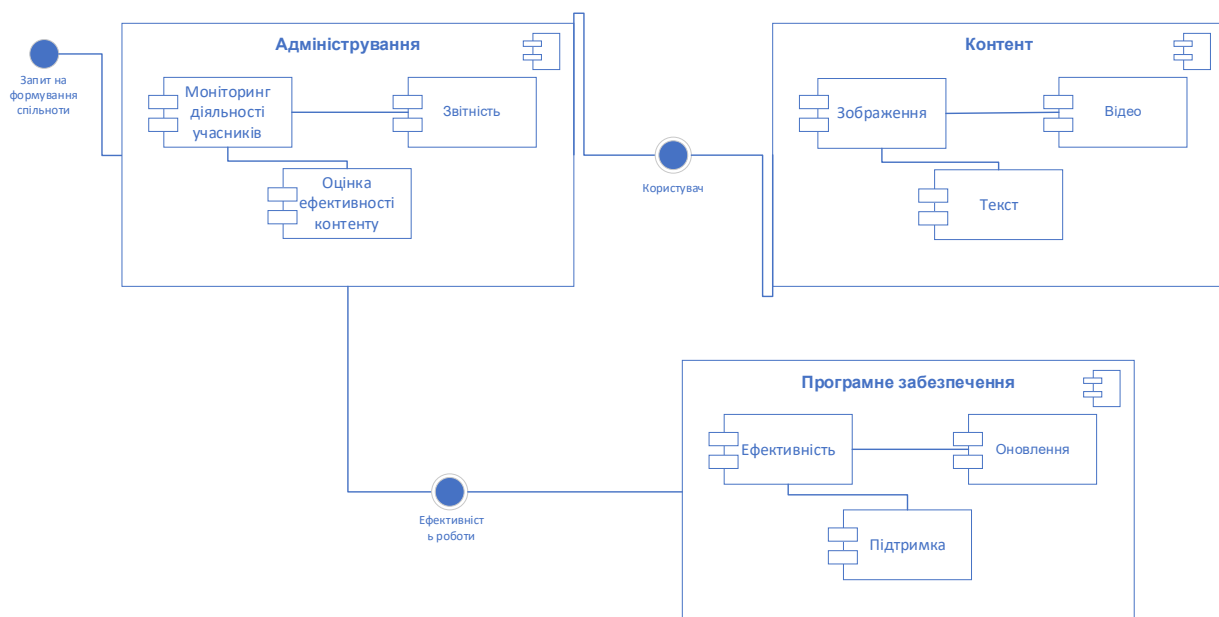 Запит на
формування
спільноти
Адміністрування
Моніторинг
діяльності
учасників
Звітність
Оцінка
ефективності
контенту
Користувач
Контент
Зображення
Відео
Текст
Ефективніст
ь роботи
Програмне забезпечення
Ефективність
Оновлення
Підтримка